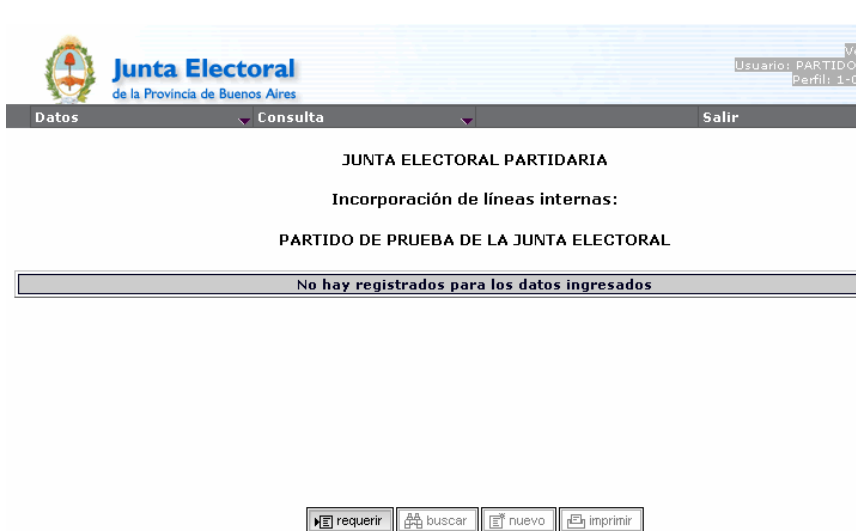 Junta Electoral
de la Provincia de Buenos Aires
Usuario: PARTIDO
Perfil: 1-
Datos Consulta Salir
JUNTA ELECTORAL PARTIDARIA
Incorporación de líneas internas:
PARTIDO DE PRUEBA DE LA JUNTA ELECTORAL
No hay registrados para los datos ingresados
requerir buscar nuevo imprimir